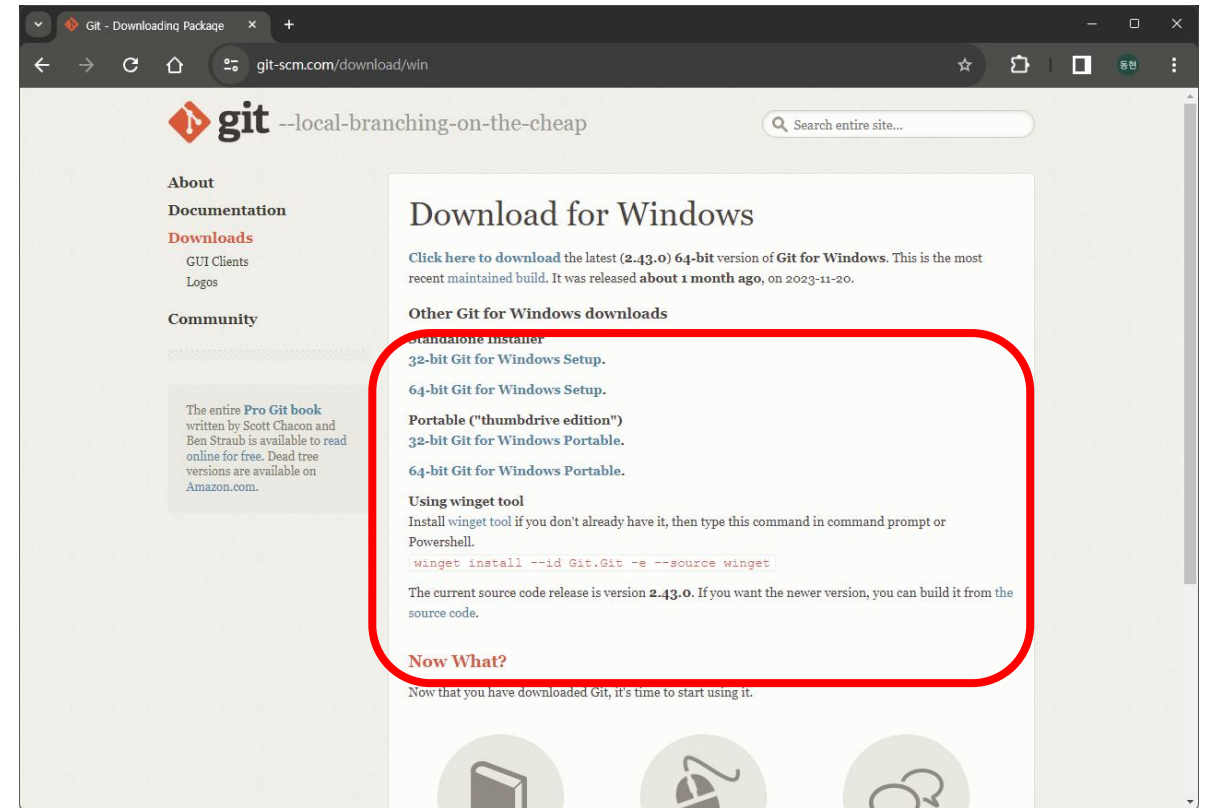 Git - Downloading Package
git-scm.com/download/win
동현
git --local-branching-on-the-cheap
Search entire site...
About
Documentation
Downloads
GUI Clients
Logos
Community
The entire Pro Git book
written by Scott Chacon and
Ben Straub is available to read
online for free. Dead tree
versions are available on
Amazon.com.
Download for Windows
Click here to download the latest (2.43.0) 64-bit version of Git for Windows. This is the most
recent maintained build. It was released about 1 month ago, on 2023-11-20.
Other Git for Windows downloads
Standalone Installer
32-bit Git for Windows Setup.
64-bit Git for Windows Setup.
Portable ("thumbdrive edition")
32-bit Git for Windows Portable.
64-bit Git for Windows Portable.
Using winget tool
Install winget tool if you don't already have it, then type this command in command prompt or
Powershell.
winget install --id Git.Git -e --source winget
The current source code release is version 2.43.0. If you want the newer version, you can build it from the
source code.
Now What?
Now that you have downloaded Git, it's time to start using it.